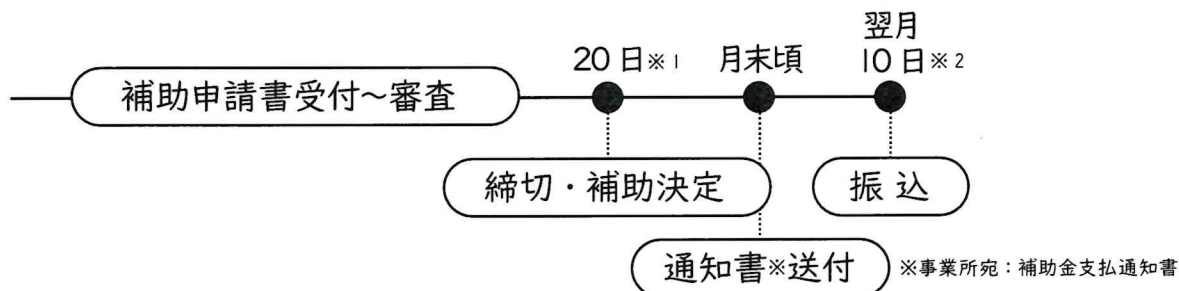 翌月
20日※1
月末頃
10日※2
補助申請書受付～審査
締切・補助決定
振込
通知書※送付
※事業所宛：補助金支払通知書